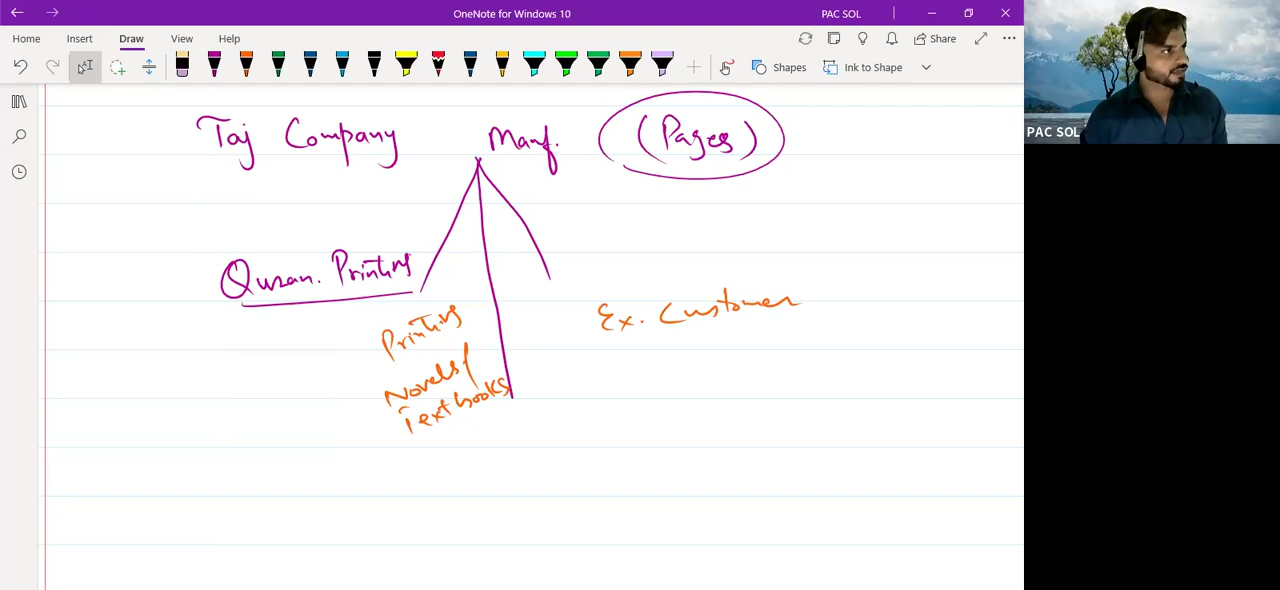 OneNote for Windows 10
PAC SOL
Home Insert Draw View Help
Share
Shapes
Ink to Shape
PAC SOL
Taj Company Manf. (Pages)
Quran. Printing
Printing
Novels/
Textbooks
Ex. Customer